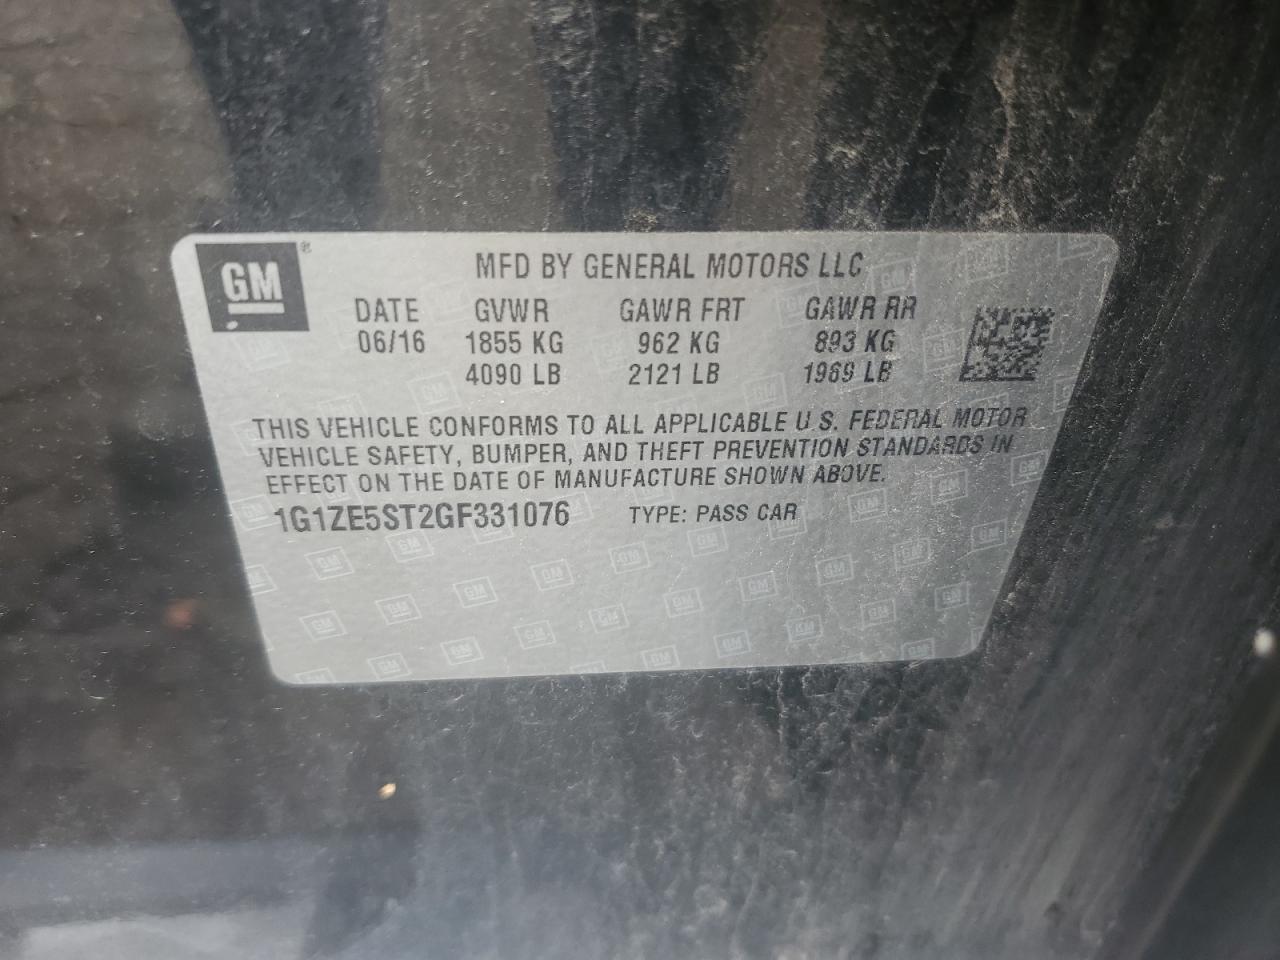 GM ®
MFD BY GENERAL MOTORS LLC
DATE GVWR GAWR FRT GAWR RR
06/16 1855 KG 962 KG 893 KG
4090 LB 2121 LB 1969 LB
THIS VEHICLE CONFORMS TO ALL APPLICABLE U S. FEDERAL MOTOR
VEHICLE SAFETY, BUMPER, AND THEFT PREVENTION STANDARDS IN
EFFECT ON THE DATE OF MANUFACTURE SHOWN ABOVE.
1G1ZE5ST2GF331076 TYPE: PASS CAR